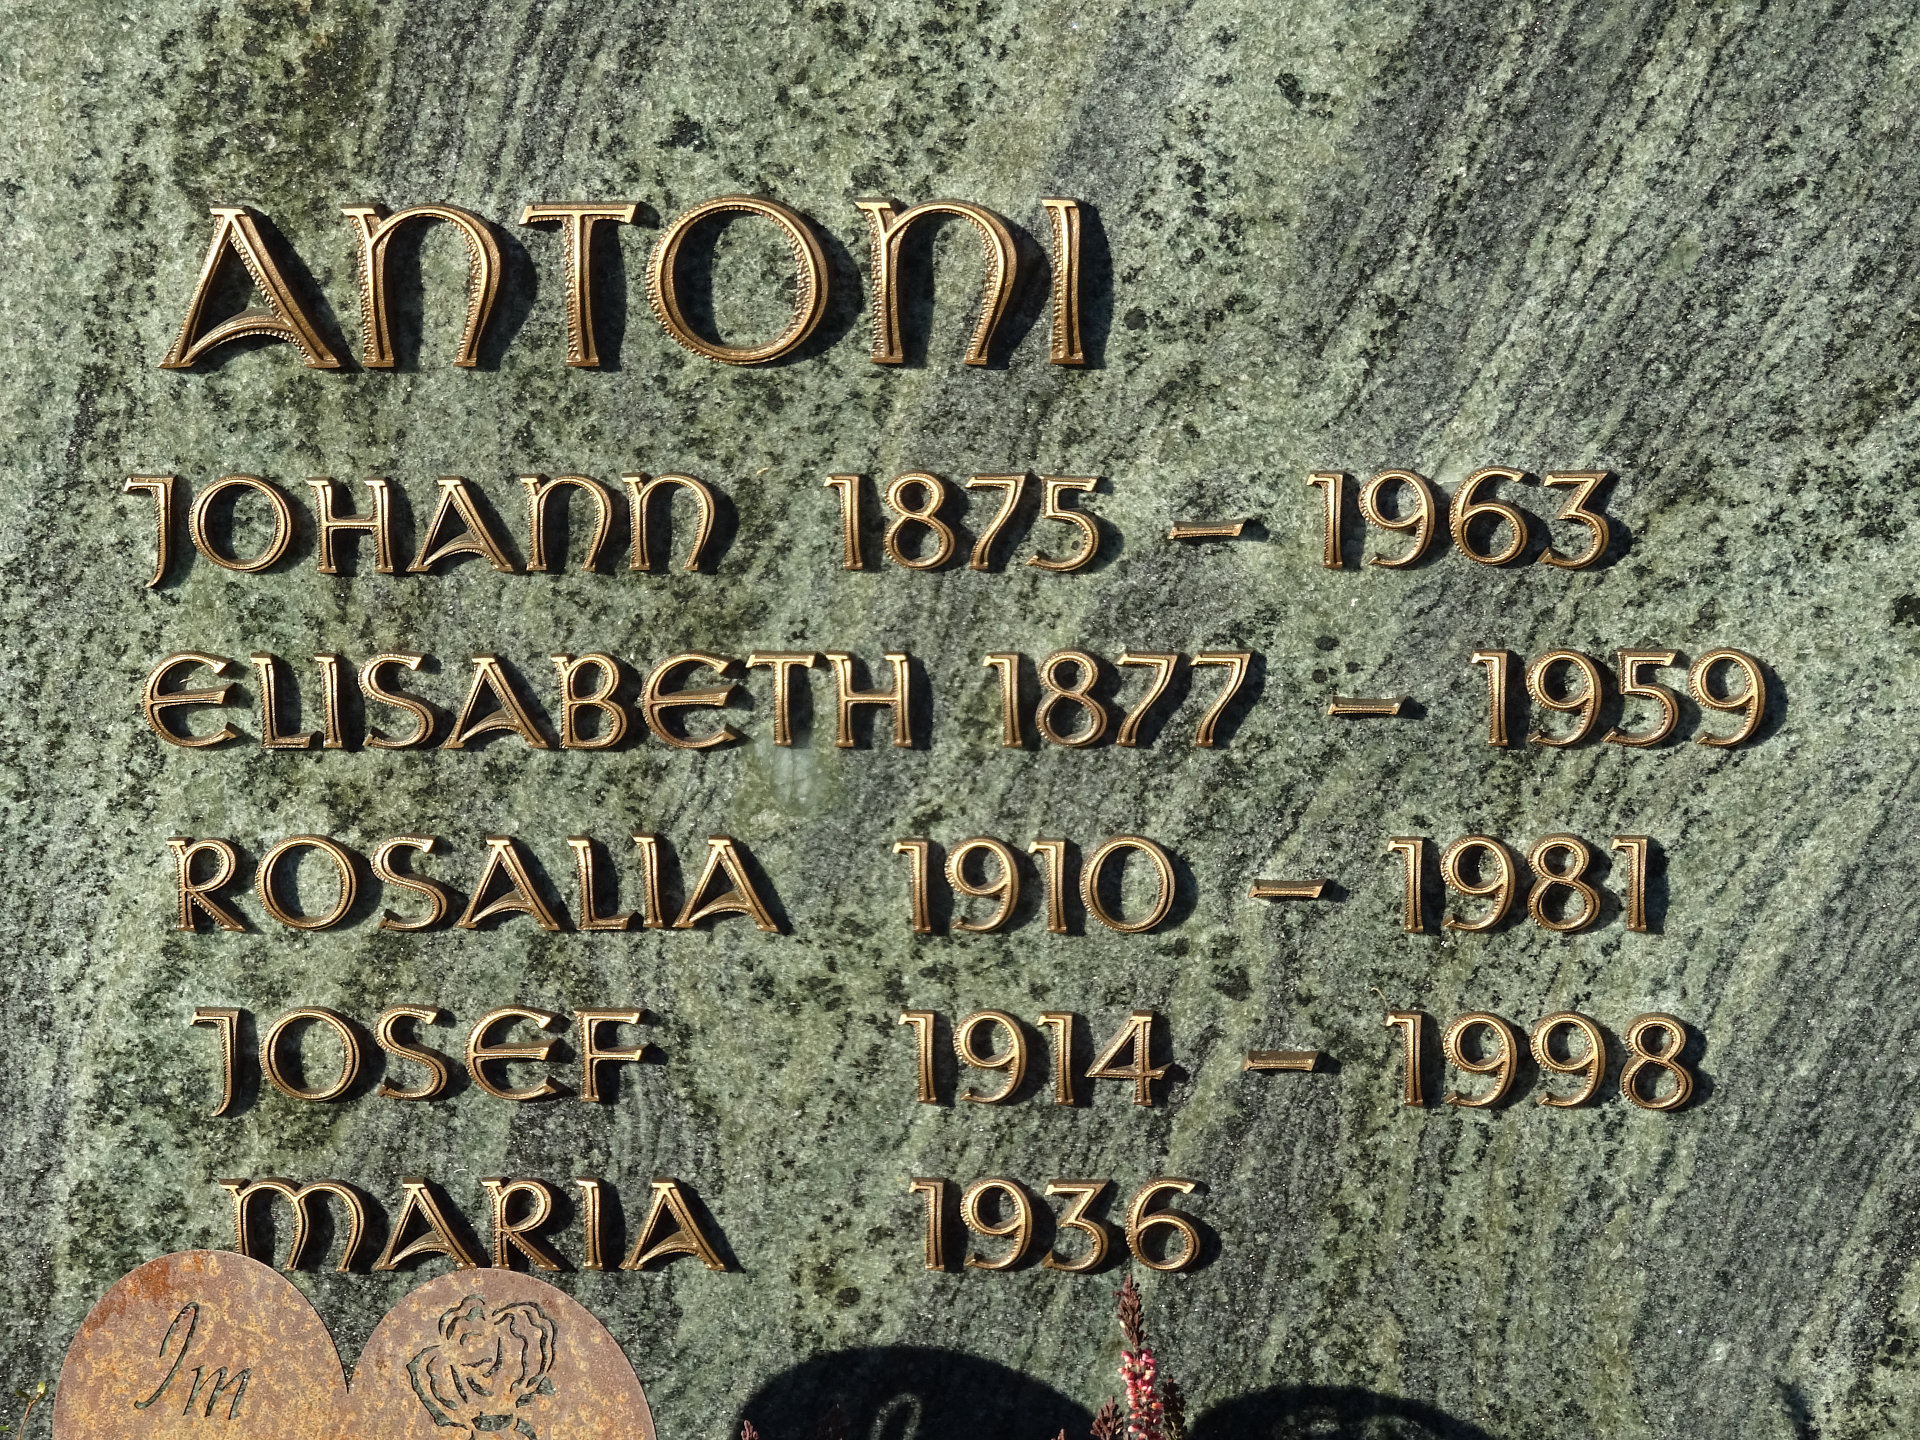 ANTONI
JOHANN 1875 – 1963
ELISABETH 1877 – 1959
ROSALIA 1910 – 1981
JOSEF 1914 – 1998
MARIA 1936
Im